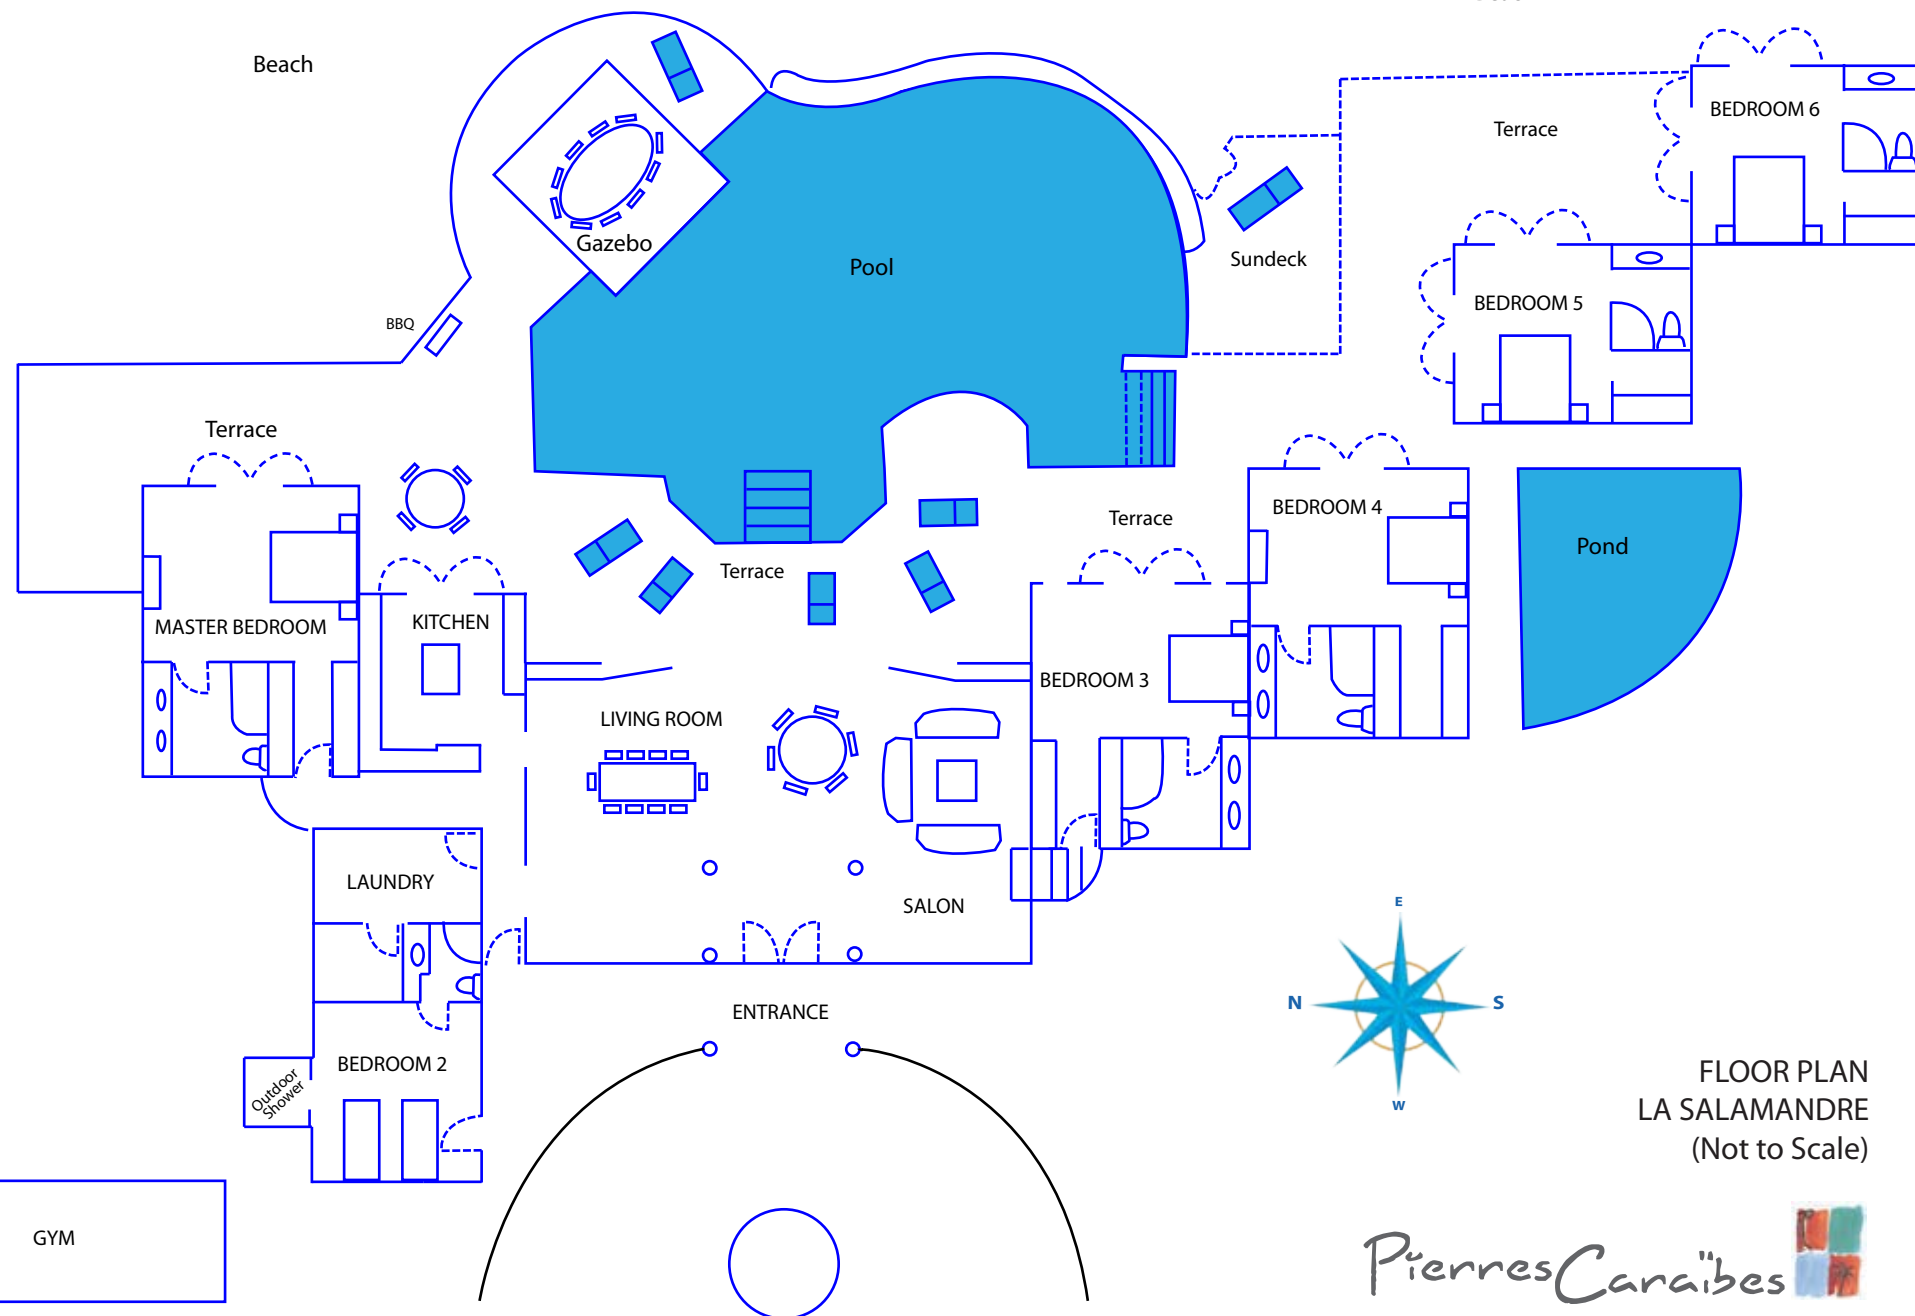 Beach
BEDROOM 6
Terrace
Gazebo
Sundeck
Pool
BEDROOM 5
BBQ
Terrace
BEDROOM 4
Terrace
Pond
Terrace
KITCHEN
MASTER BEDROOM
BEDROOM 3
LIVING ROOM
LAUNDRY
SALON
E
N
S
W
ENTRANCE
BEDROOM 2
Outdoor
Shower
FLOOR PLAN
LA SALAMANDRE
(Not to Scale)
GYM
Pierres Caraïbes